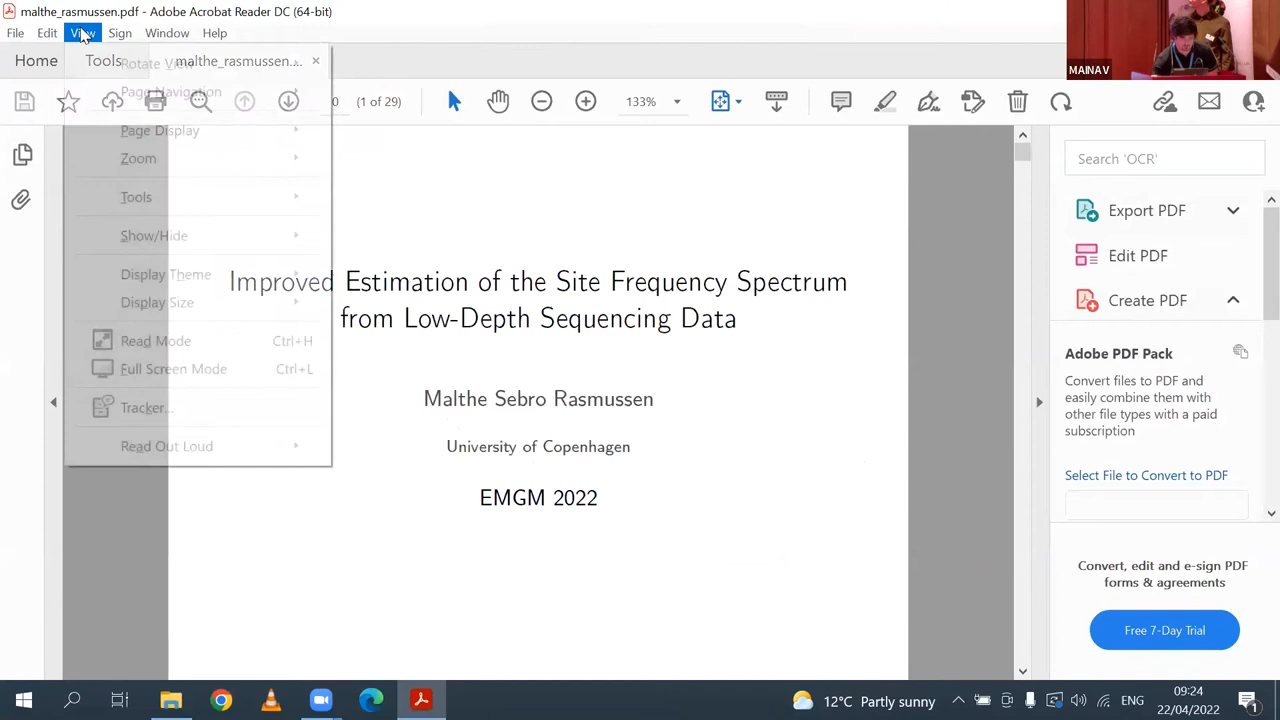 malthe_rasmussen.pdf - Adobe Acrobat Reader DC (64-bit)
File Edit View Sign Window Help
MAINAV
Home Tools malthe_rasmussen... ×
Rotate View
Page Navigation
0 (1 of 29) 133%
Page Display
Zoom
Tools
Show/Hide
Display Theme
Display Size
Read Mode Ctrl+H
Full Screen Mode Ctrl+L
Tracker...
Read Out Loud
Improved Estimation of the Site Frequency Spectrum
from Low-Depth Sequencing Data
Malthe Sebro Rasmussen
University of Copenhagen
EMGM 2022
Search 'OCR'
Export PDF
Edit PDF
Create PDF
Adobe PDF Pack
Convert files to PDF and
easily combine them with
other file types with a paid
subscription
Select File to Convert to PDF
Convert, edit and e-sign PDF
forms & agreements
Free 7-Day Trial
12°C Partly sunny
ENG
09:24
22/04/2022
1